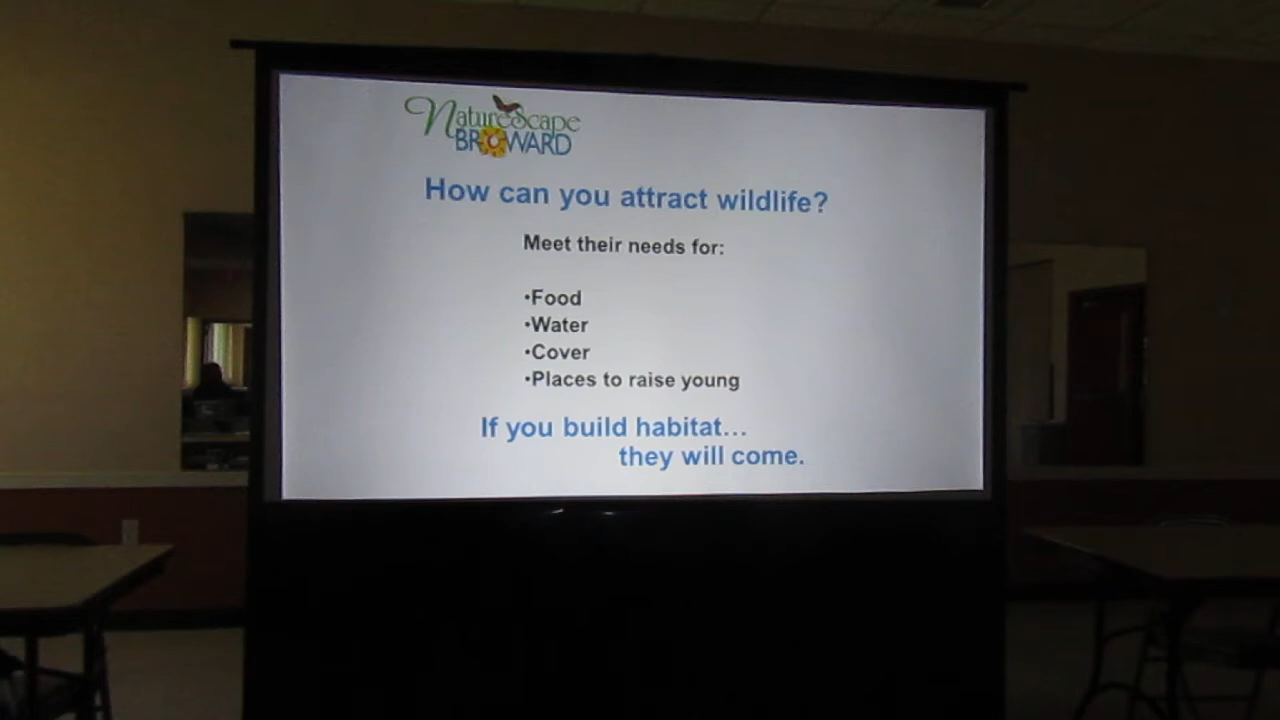 NatureScape
BROWARD
How can you attract wildlife?
Meet their needs for:
•Food
•Water
•Cover
•Places to raise young
If you build habitat...
they will come.